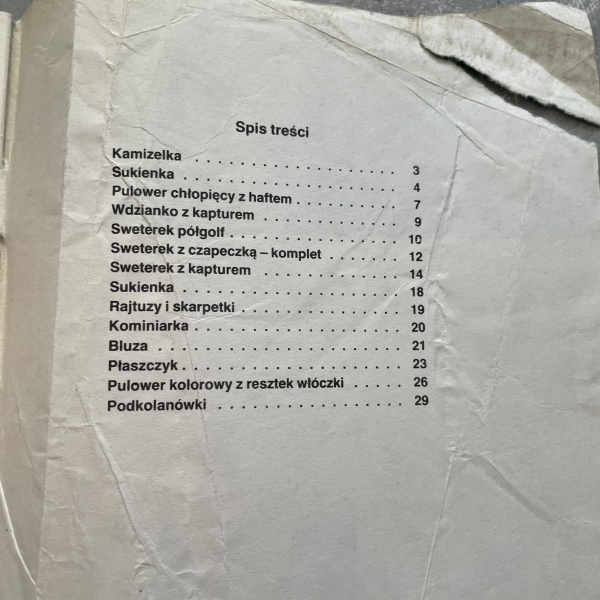 Spis treści
Kamizelka . . . . . . . . . . . . . . . . . . 3
Sukienka . . . . . . . . . . . . . . . . . . . 4
Pulower chłopięcy z haftem . . . . . . . . . 7
Wdzianko z kapturem . . . . . . . . . . . . 9
Sweterek półgolf . . . . . . . . . . . . . . . 10
Sweterek z czapeczką – komplet . . . . . . 12
Sweterek z kapturem . . . . . . . . . . . . 14
Sukienka . . . . . . . . . . . . . . . . . . . 18
Rajtuzy i skarpetki . . . . . . . . . . . . . . 19
Kominiarka . . . . . . . . . . . . . . . . . . 20
Bluza . . . . . . . . . . . . . . . . . . . . . 21
Płaszczyk . . . . . . . . . . . . . . . . . . . 23
Pulower kolorowy z resztek włóczki . . . . . 26
Podkolanówki . . . . . . . . . . . . . . . . 29